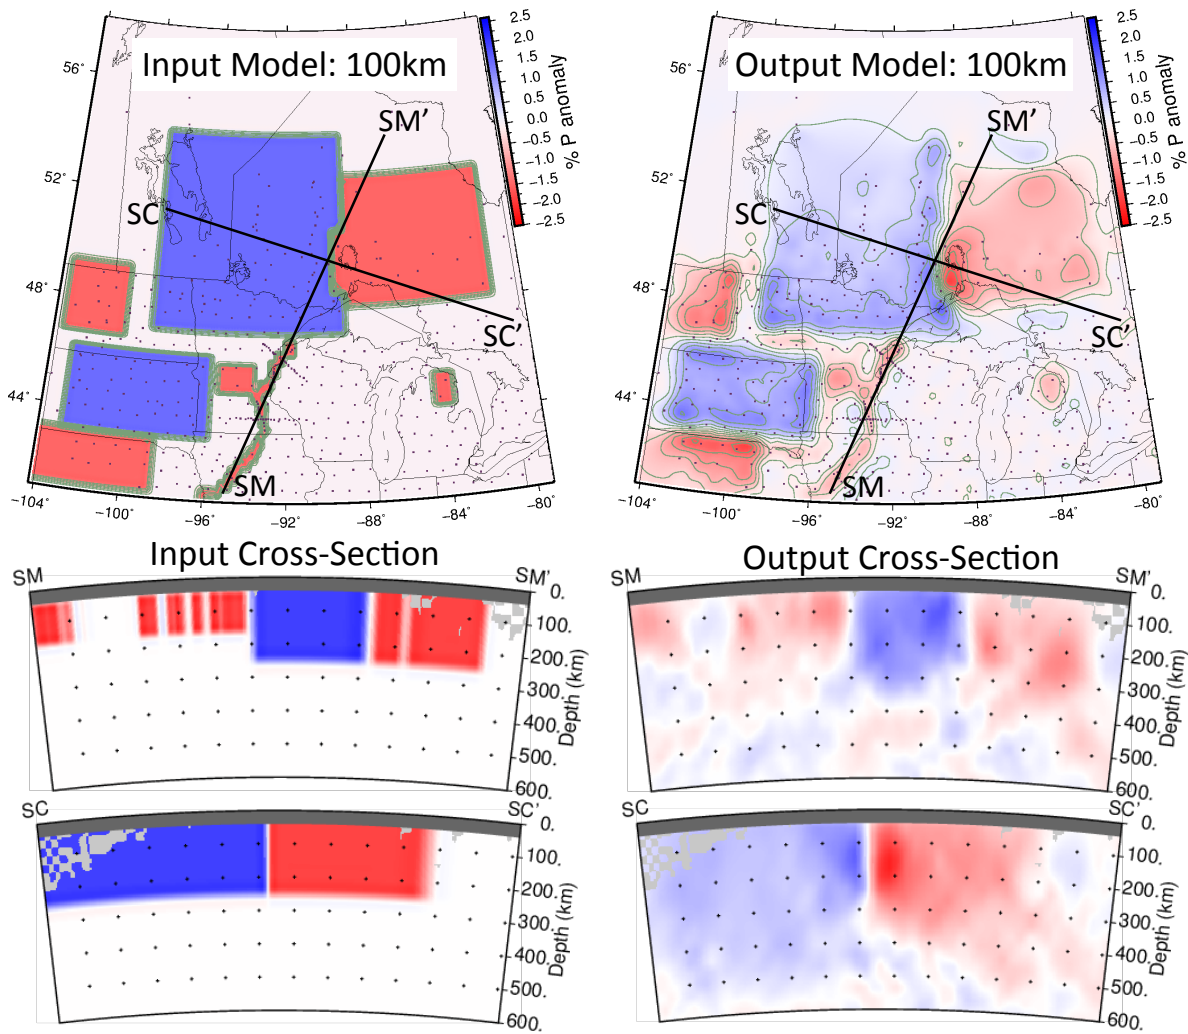 Input Model: 100km
SM'
SC
SC'
SM
56°
52°
48°
44°
−104°
−100°
−96°
−92°
−88°
−84°
−80°
2.5
2.0
1.5
1.0
0.5
−0.5
−1.0
−1.5
−2.0
−2.5
% P anomaly
Output Model: 100km
SM'
SC
SC'
SM
56°
52°
48°
44°
−104°
−100°
−96°
−92°
−88°
−84°
−80°
2.5
2.0
1.5
1.0
0.5
−0.5
−1.0
−1.5
−2.0
−2.5
% P anomaly
Input Cross-Section
SM
SM'
0.
100.
200.
300.
400.
500.
600.
Depth (km)
Output Cross-Section
SM
SM'
0.
100.
200.
300.
400.
500.
600.
Depth (km)
SC
SC'
0.
100.
200.
300.
400.
500.
600.
Depth (km)
SC
SC'
0.
100.
200.
300.
400.
500.
600.
Depth (km)